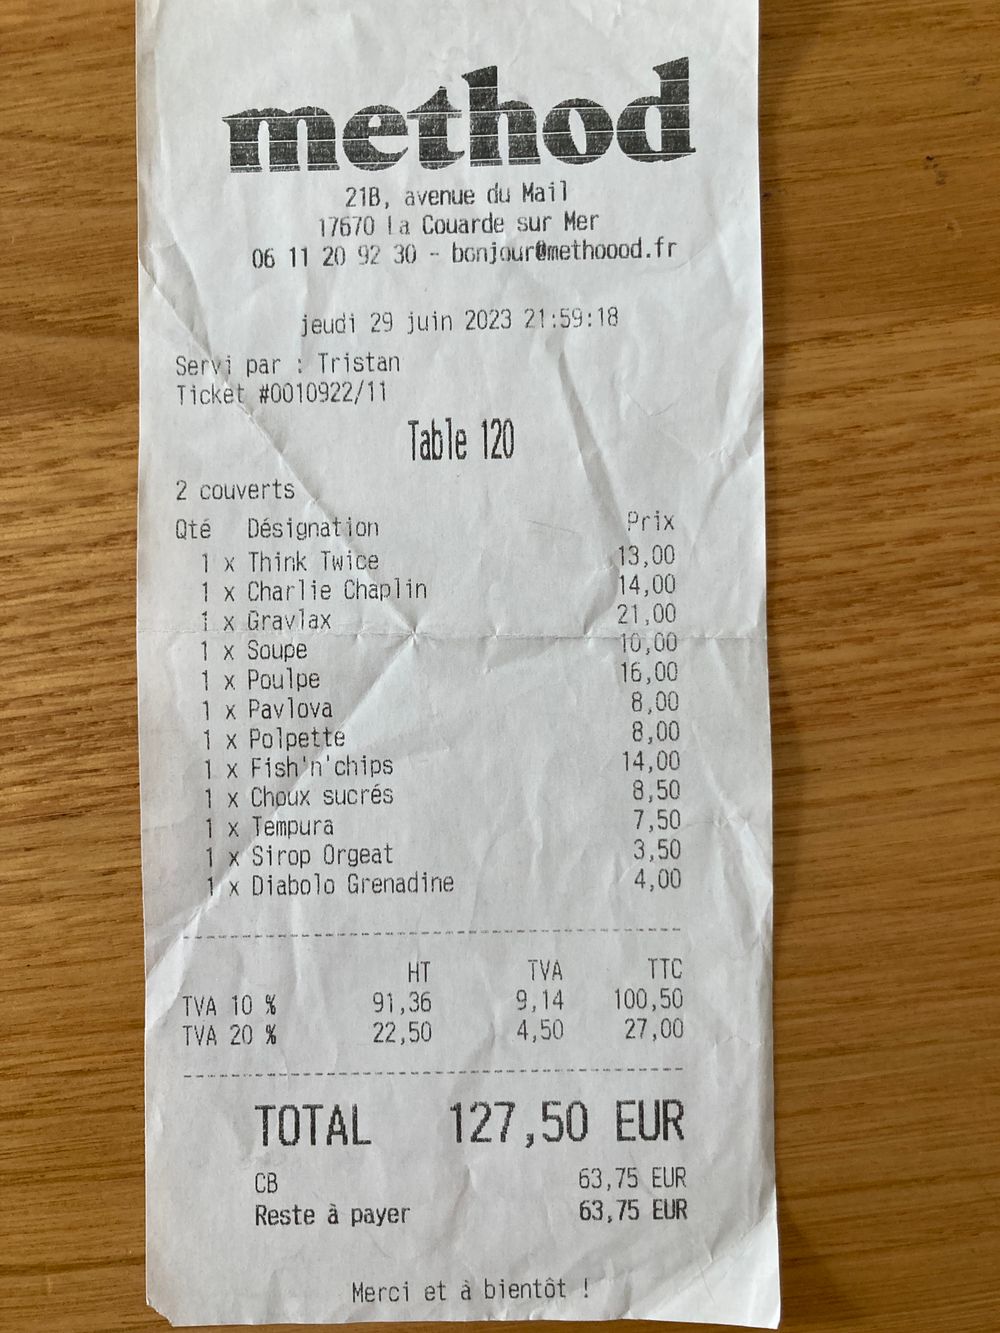 method
21B, avenue du Mail
17670 La Couarde sur Mer
06 11 20 92 30 - bonjour@methoood.fr
jeudi 29 juin 2023 21:59:18
Servi par : Tristan
Ticket #0010922/11
Table 120
2 couverts
Qté Désignation Prix
1 x Think Twice 13,00
1 x Charlie Chaplin 14,00
1 x Gravlax 21,00
1 x Soupe 10,00
1 x Poulpe 16,00
1 x Pavlova 8,00
1 x Polpette 8,00
1 x Fish'n'chips 14,00
1 x Choux sucrés 8,50
1 x Tempura 7,50
1 x Sirop Orgeat 3,50
1 x Diabolo Grenadine 4,00
HT TVA TTC
TVA 10 % 91,36 9,14 100,50
TVA 20 % 22,50 4,50 27,00
TOTAL 127,50 EUR
CB 63,75 EUR
Reste à payer 63,75 EUR
Merci et à bientôt !